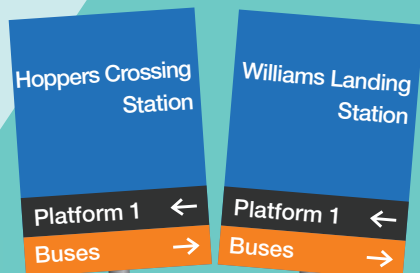 Hoppers Crossing
Station
Platform 1 ←
Buses →
Williams Landing
Station
Platform 1 ←
Buses →